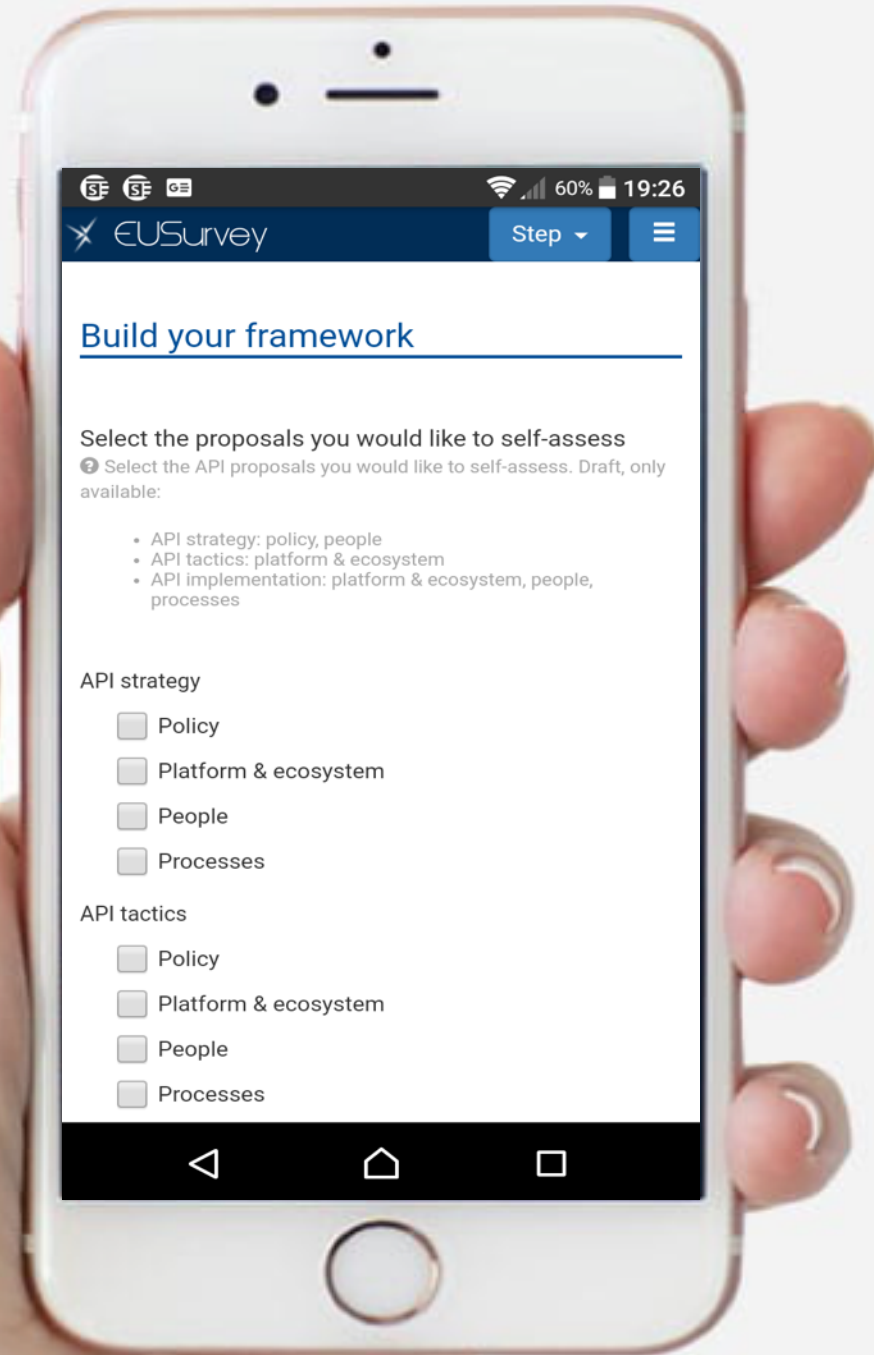 60% 19:26
EUSurvey Step
Build your framework
Select the proposals you would like to self-assess
Select the API proposals you would like to self-assess. Draft, only
available:
• API strategy: policy, people
• API tactics: platform & ecosystem
• API implementation: platform & ecosystem, people,
processes
API strategy
Policy
Platform & ecosystem
People
Processes
API tactics
Policy
Platform & ecosystem
People
Processes